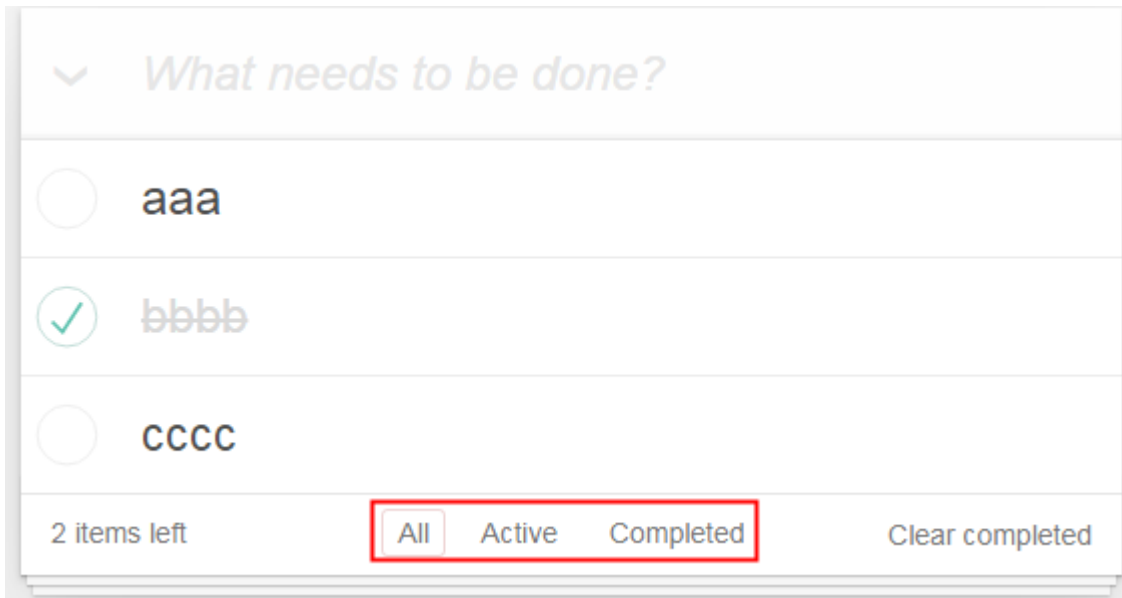 What needs to be done?
aaa
bbbb
cccc
2 items left All Active Completed Clear completed